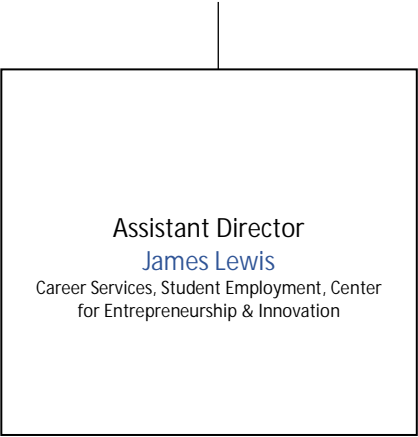 Assistant Director
James Lewis
Career Services, Student Employment, Center
for Entrepreneurship & Innovation